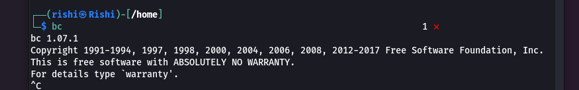 ┌──(rishi㉿Rishi)-[/home]
└─$ bc 1 ⨯
bc 1.07.1
Copyright 1991-1994, 1997, 1998, 2000, 2004, 2006, 2008, 2012-2017 Free Software Foundation, Inc.
This is free software with ABSOLUTELY NO WARRANTY.
For details type `warranty'.
^C